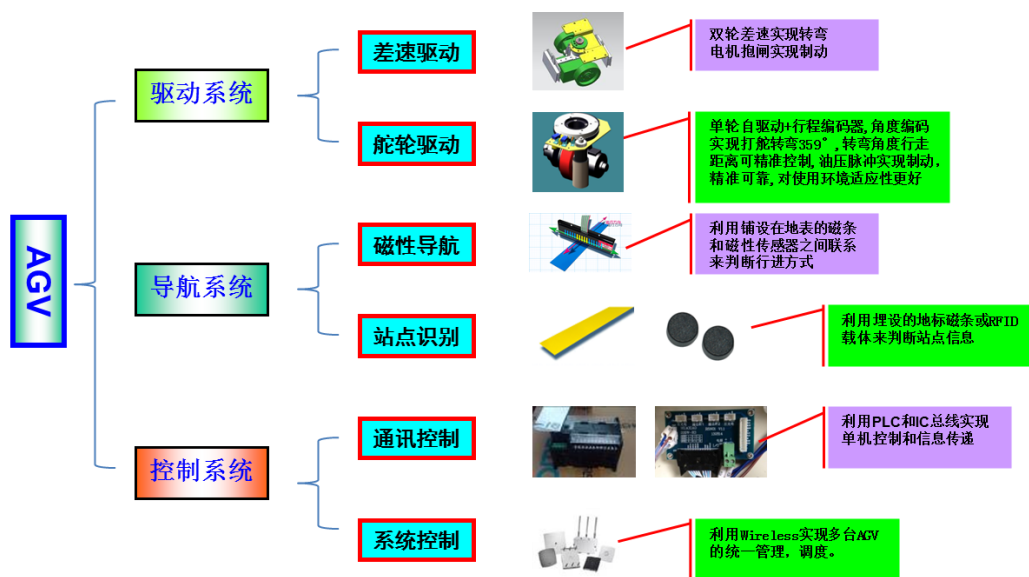 AGV
驱动系统
差速驱动
双轮差速实现转弯
电机抱闸实现制动
舵轮驱动
单轮自驱动+行程编码器,角度编码
实现打舵转弯359°,转弯角度行走
距离可精准控制,油压脉冲实现制动,
精准可靠,对使用环境适应性更好
导航系统
磁性导航
利用铺设在地表的磁条
和磁性传感器之间联系
来判断行进方式
站点识别
利用埋设的地标磁条或RFID
载体来判断站点信息
控制系统
通讯控制
利用PLC和IC总线实现
单机控制和信息传递
系统控制
利用Wireless实现多台AGV
的统一管理，调度。